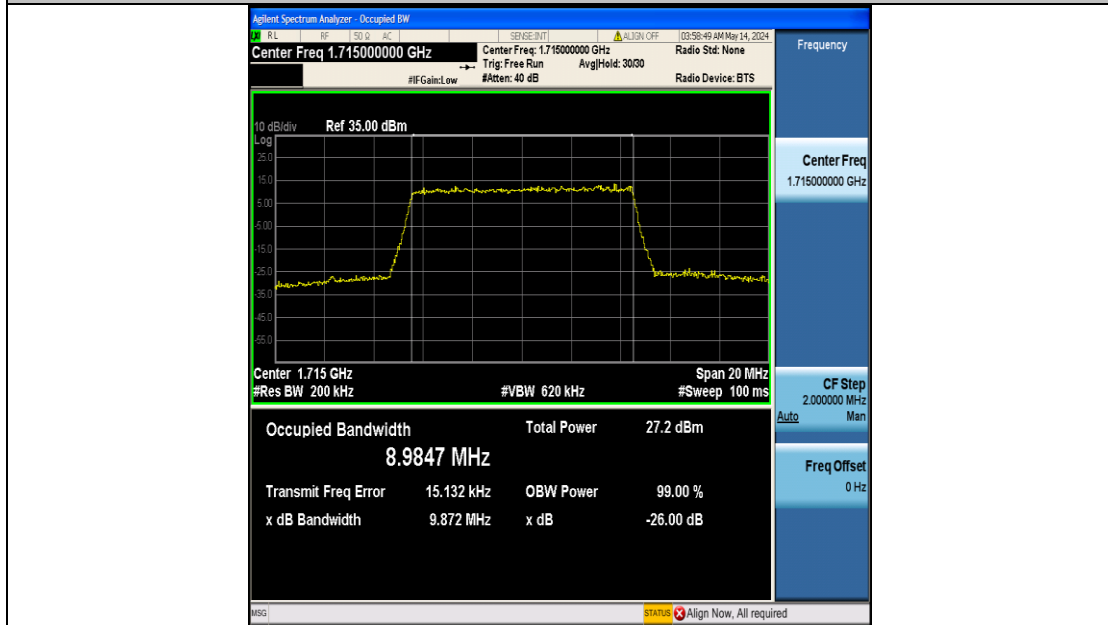 Agilent Spectrum Analyzer - Occupied BW
RL RF 50 Ω AC SENSE:INT ALIGN OFF 03:58:49 AM May 14, 2024
Center Freq 1.715000000 GHz
Center Freq: 1.715000000 GHz
Radio Std: None
Trig: Free Run Avg|Hold: 30/30
#IFGain:Low
#Atten: 40 dB
Radio Device: BTS
Frequency
10 dB/div Ref 35.00 dBm
Log
25.0
15.0
5.00
-5.00
-15.0
-25.0
-35.0
-45.0
-55.0
Center 1.715 GHz Span 20 MHz
#Res BW 200 kHz #VBW 620 kHz #Sweep 100 ms
Occupied Bandwidth Total Power 27.2 dBm
8.9847 MHz
Transmit Freq Error 15.132 kHz OBW Power 99.00 %
x dB Bandwidth 9.872 MHz x dB -26.00 dB
Center Freq
1.715000000 GHz
CF Step
2.000000 MHz
Auto Man
Freq Offset
0 Hz
MSG STATUS Align Now, All required